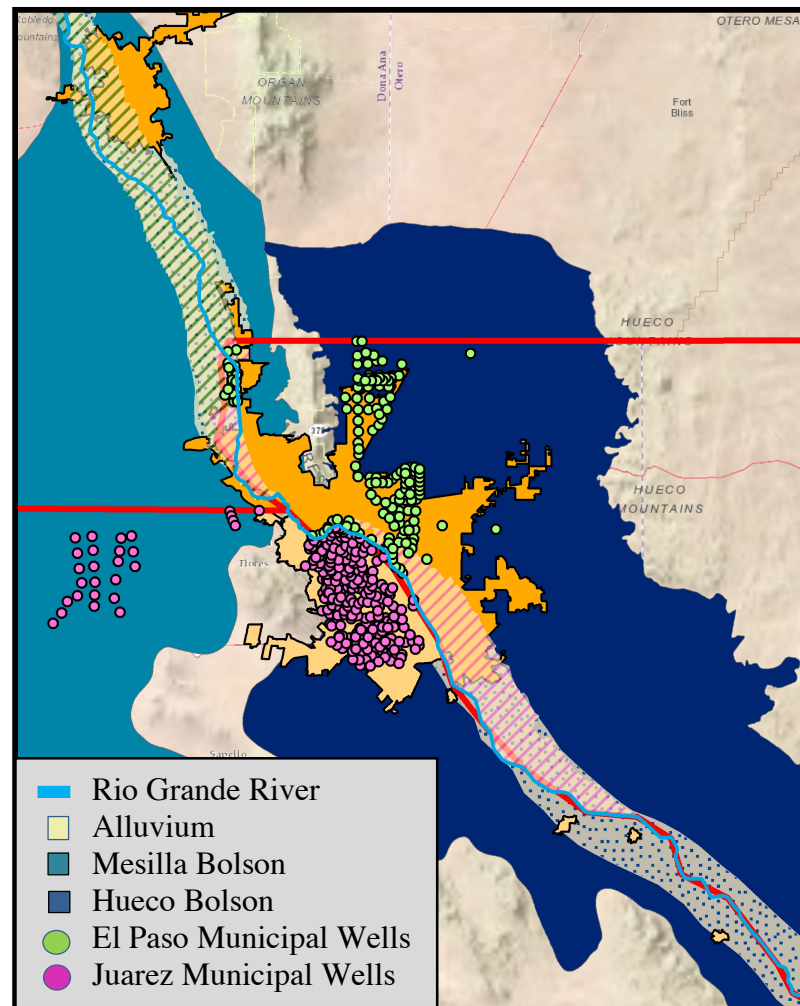 Robledo
ountains
OTERO MESA
ORGAN
MOUNTAINS
Dona Ana
Otero
Fort
Bliss
HUECO
MOUNTAINS
375
HUECO
MOUNTAINS
Flores
Sapello
Rio Grande River
Alluvium
Mesilla Bolson
Hueco Bolson
El Paso Municipal Wells
Juarez Municipal Wells